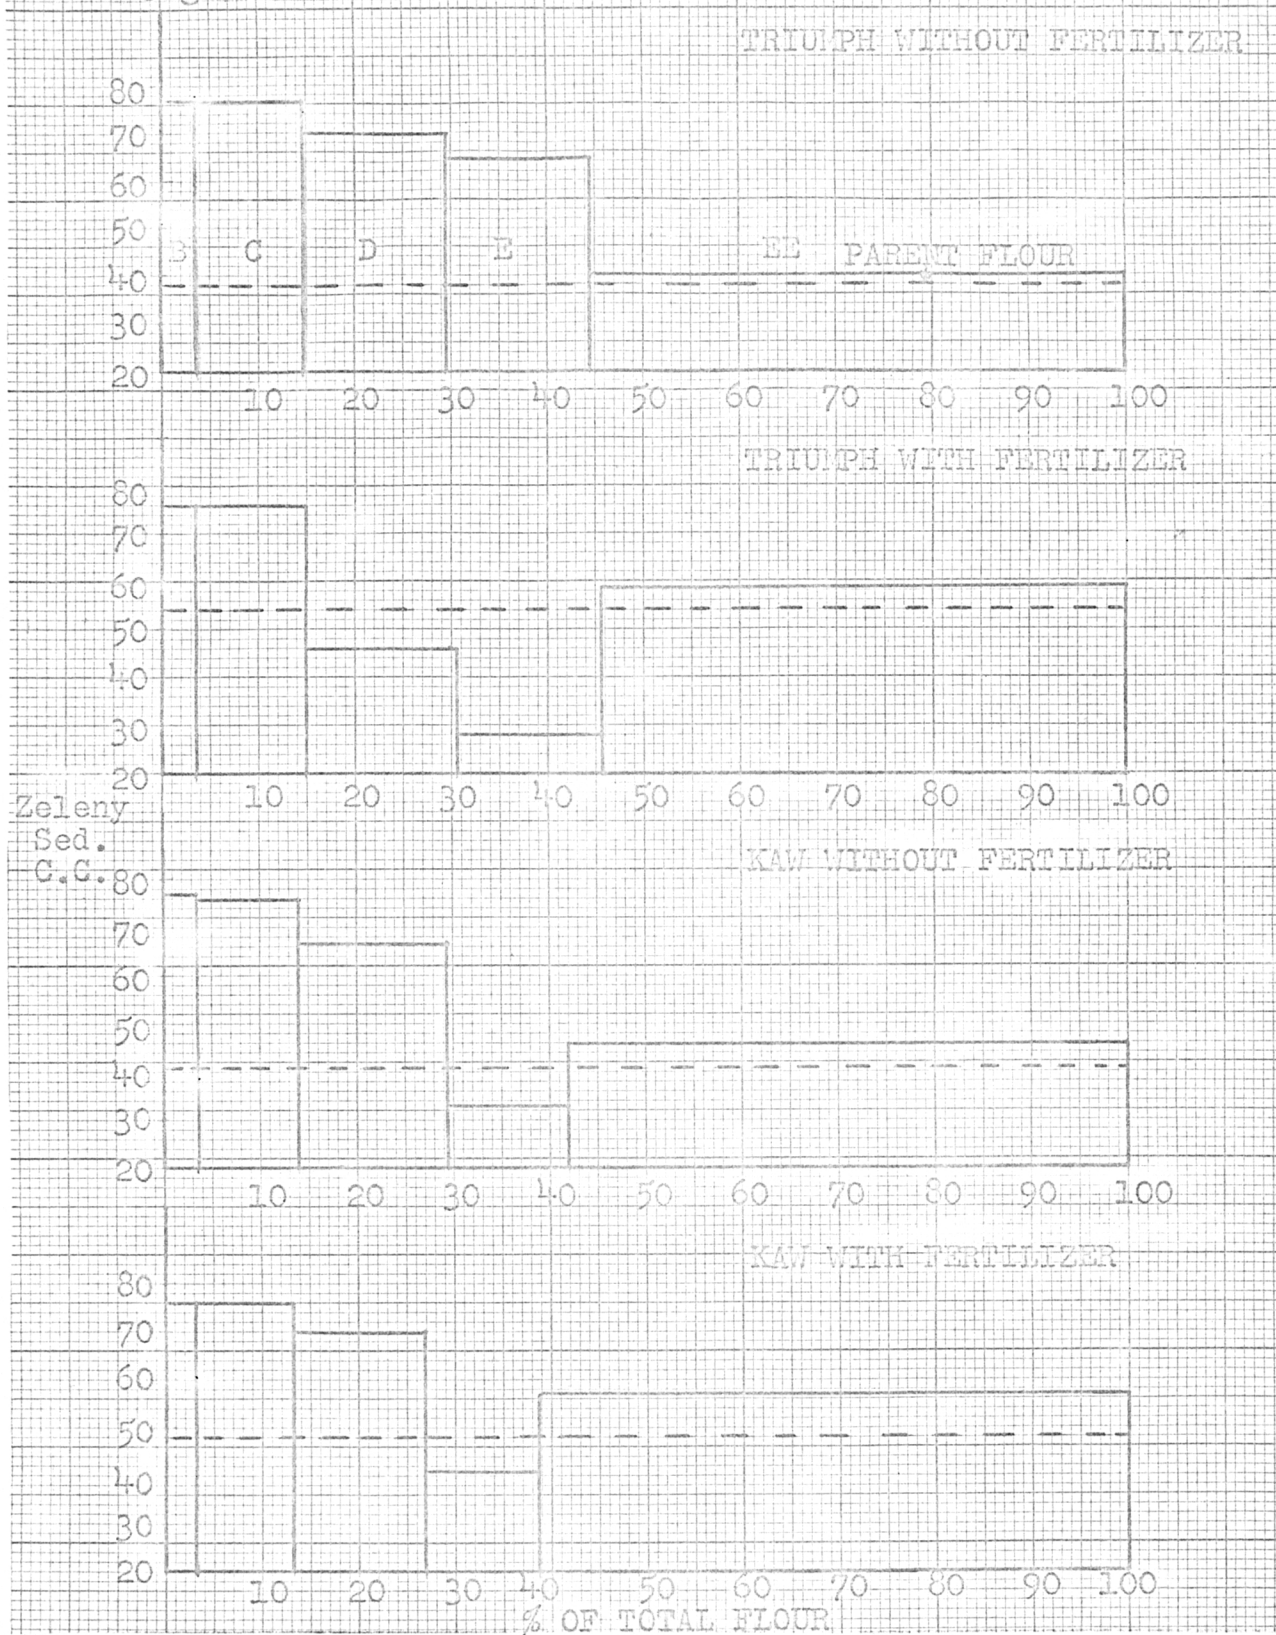 TRIUMPH WITHOUT FERTILIZER
80
70
60
50
40
30
20
B C D E EE PARENT FLOUR
10 20 30 40 50 60 70 80 90 100
TRIUMPH WITH FERTILIZER
80
70
60
50
40
30
20
10 20 30 40 50 60 70 80 90 100
Zeleny
Sed.
C.C.
KAW WITHOUT FERTILIZER
80
70
60
50
40
30
20
10 20 30 40 50 60 70 80 90 100
KAW WITH FERTILIZER
80
70
60
50
40
30
20
10 20 30 40 50 60 70 80 90 100
% OF TOTAL FLOUR